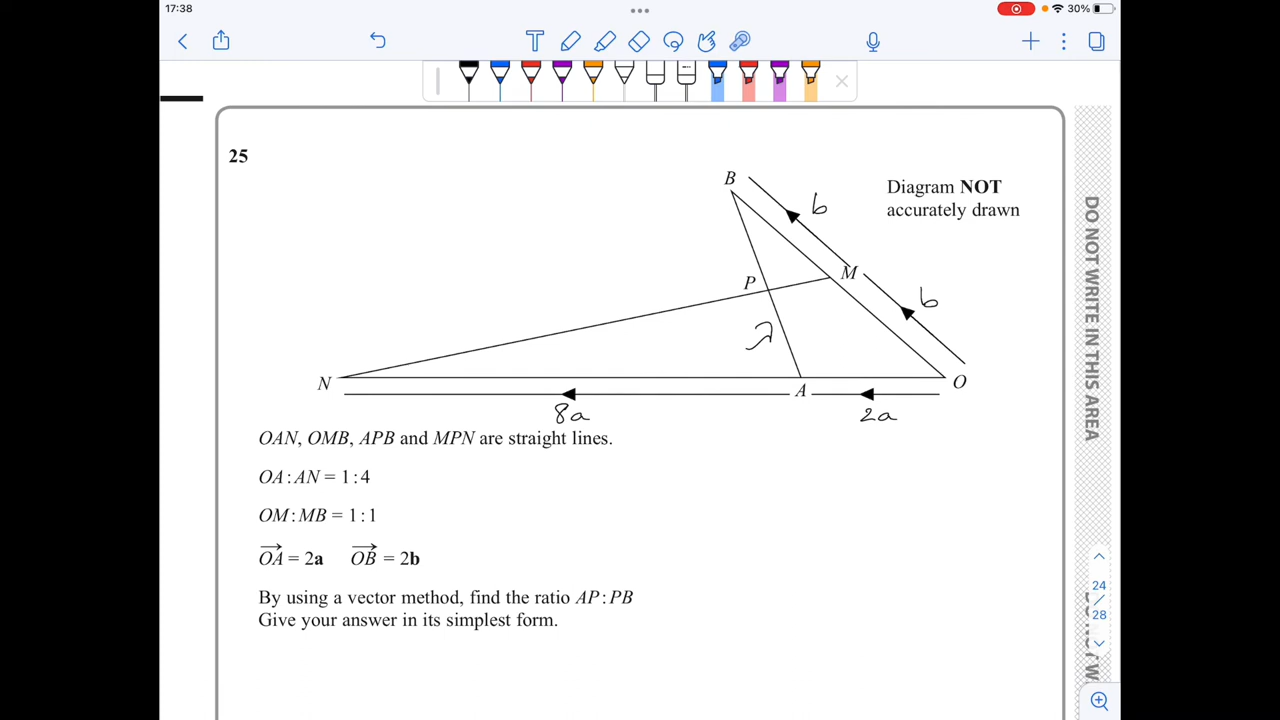 17:38
30%
T
25
B
Diagram NOT
accurately drawn
b
M
P
b
λ
N
A
O
8a
2a
OAN, OMB, APB and MPN are straight lines.
OA : AN = 1 : 4
OM : MB = 1 : 1
OA = 2a OB = 2b
By using a vector method, find the ratio AP : PB
Give your answer in its simplest form.
DO NOT WRITE IN THIS AREA
24
/
28